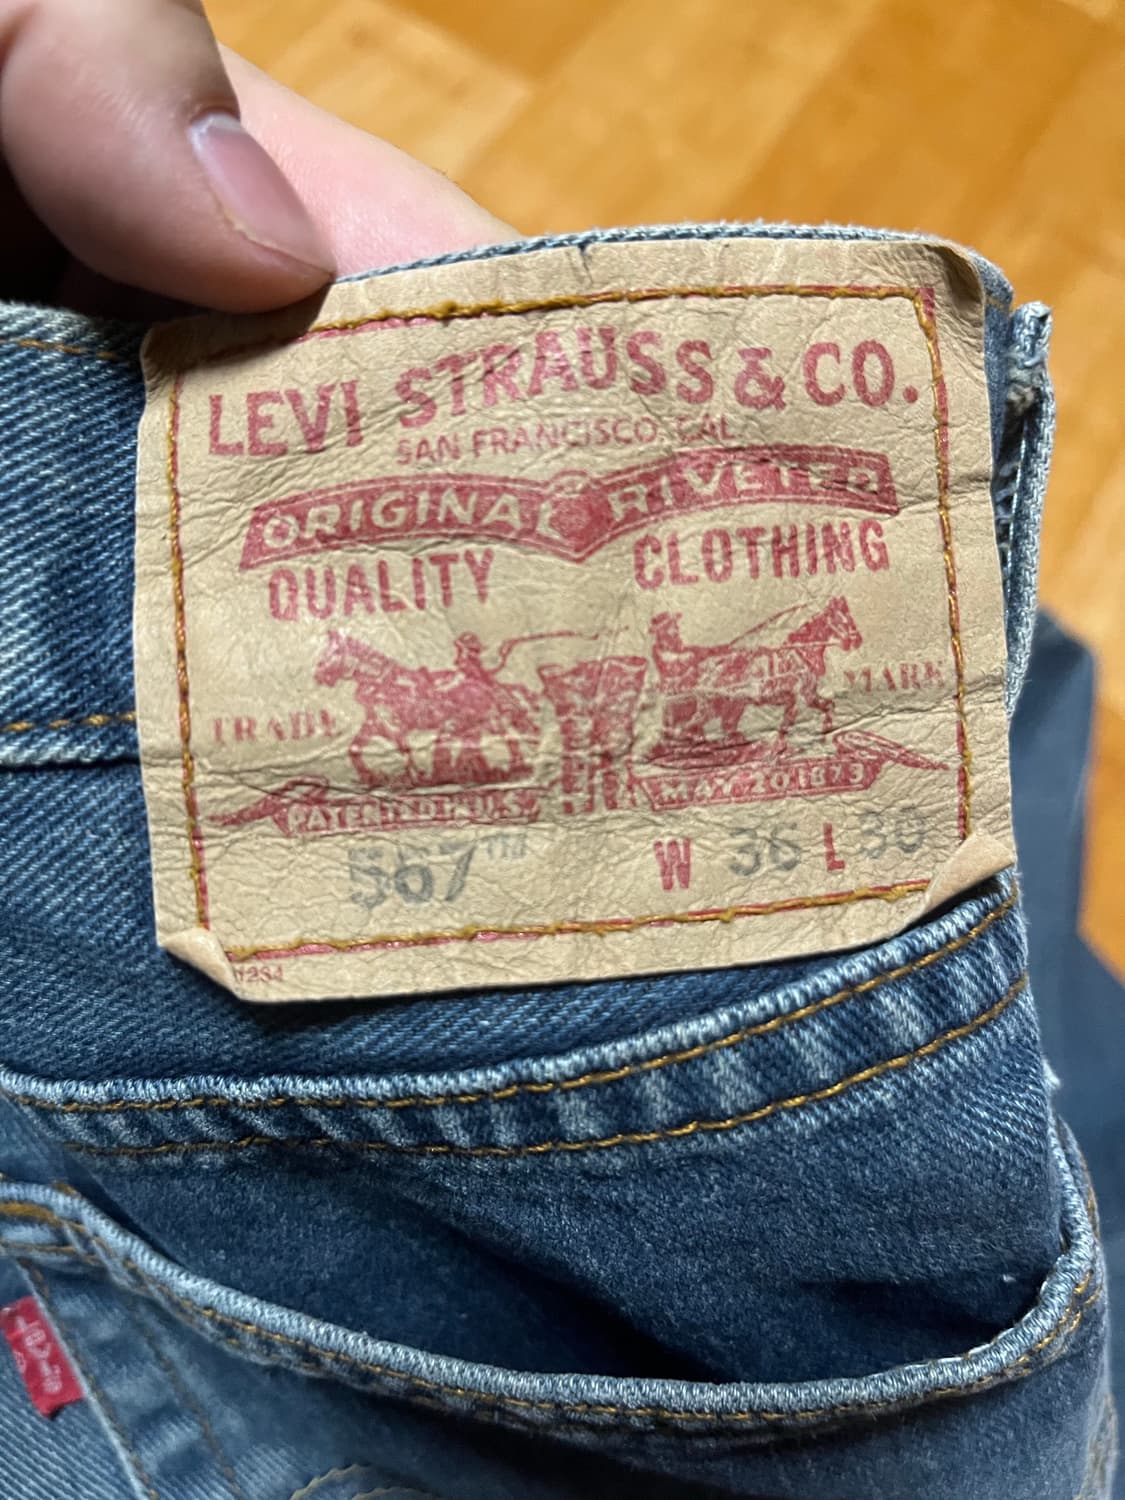 LEVI STRAUSS & CO.
SAN FRANCISCO, CAL
ORIGINAL RIVETED
QUALITY CLOTHING
TRADE MARK
PATENTED IN U.S. MAY 20 1873
567™ W 36 L 30
LEVI'S